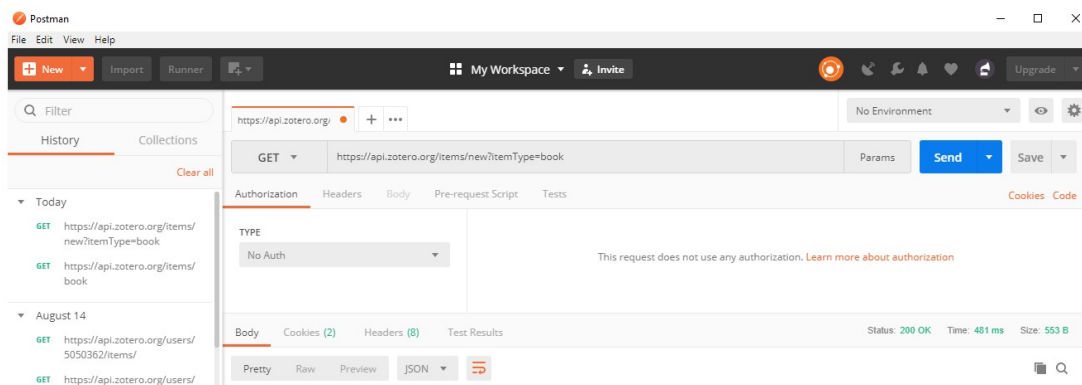 Postman
File Edit View Help
New Import Runner My Workspace Invite Upgrade
Filter
History Collections
Clear all
Today
GET https://api.zotero.org/items/
new?itemType=book
GET https://api.zotero.org/items/
book
August 14
GET https://api.zotero.org/users/
5050362/items/
GET https://api.zotero.org/users/
https://api.zotero.org/
No Environment
GET https://api.zotero.org/items/new?itemType=book Params Send Save
Authorization Headers Body Pre-request Script Tests Cookies Code
TYPE
No Auth
This request does not use any authorization. Learn more about authorization
Body Cookies (2) Headers (8) Test Results Status: 200 OK Time: 481 ms Size: 553 B
Pretty Raw Preview JSON